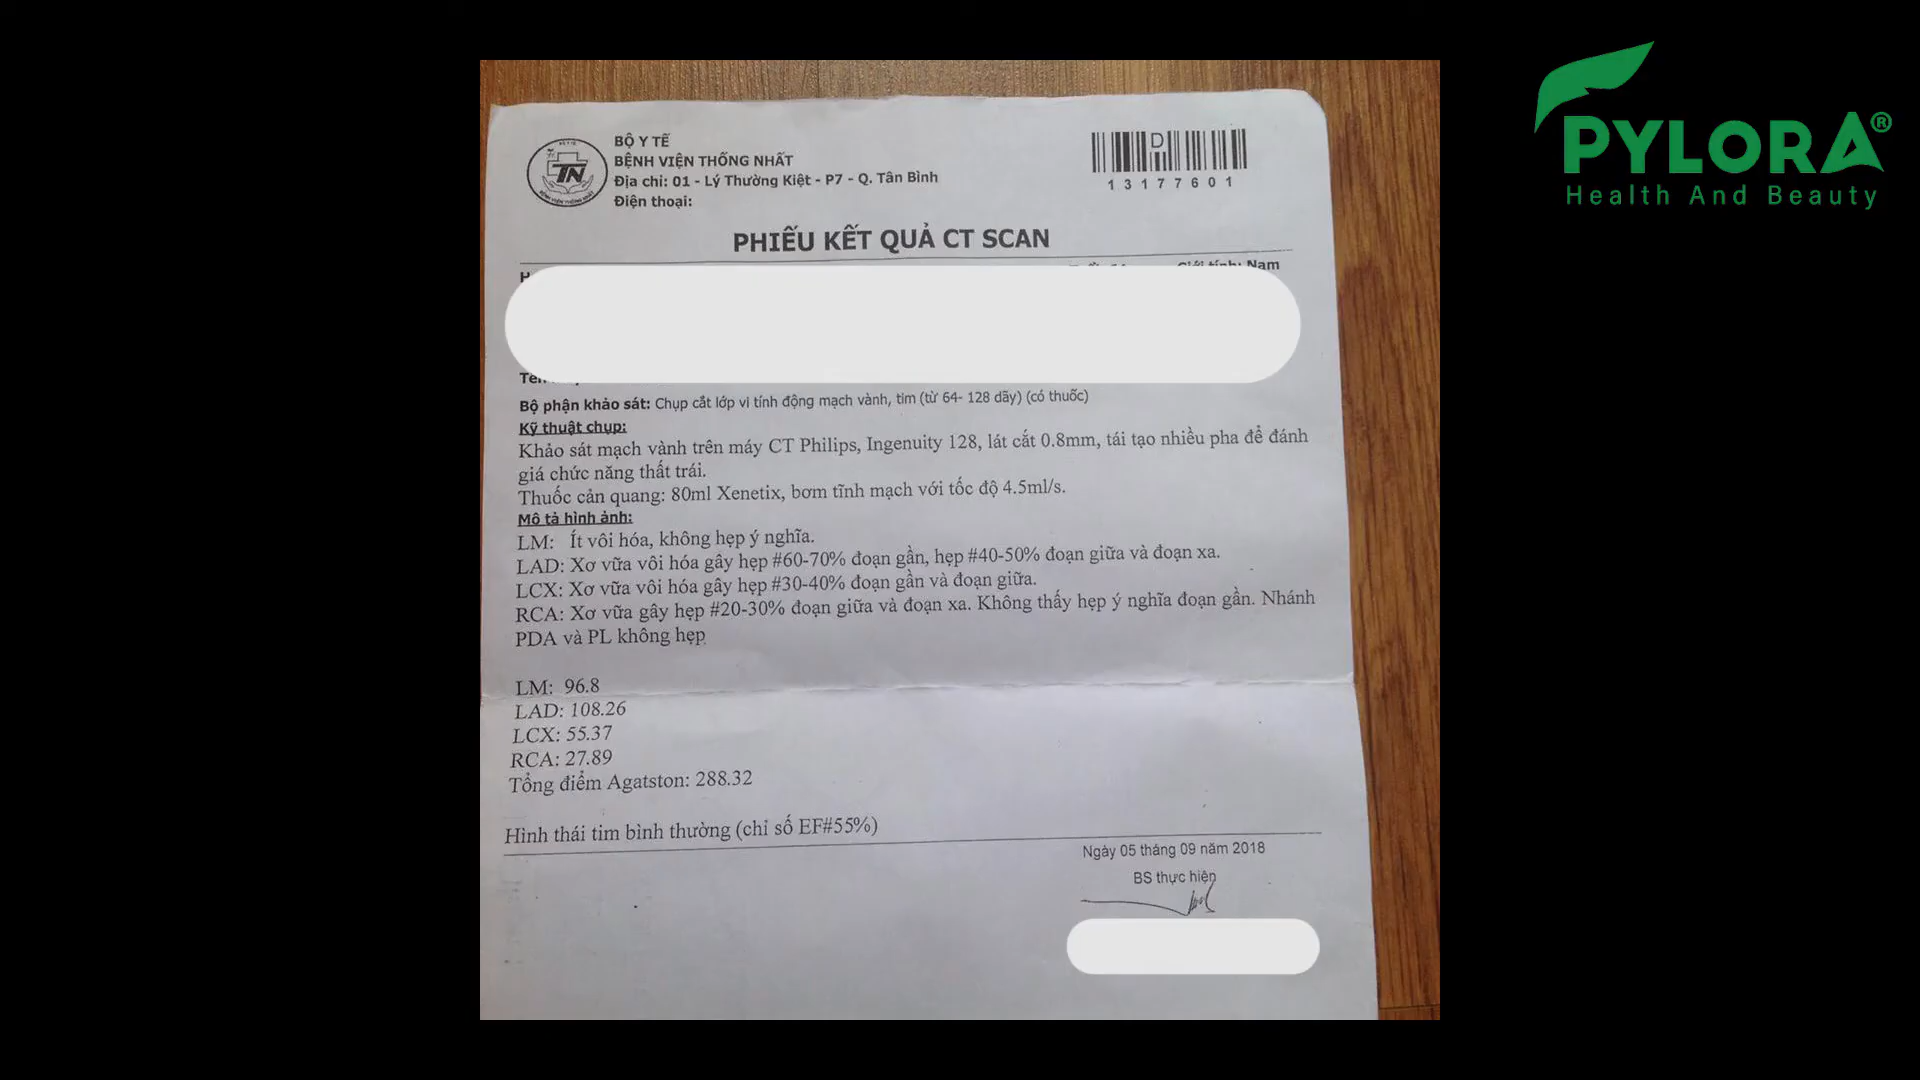 BỘ Y TẾ
BỆNH VIỆN THỐNG NHẤT
Địa chỉ: 01 - Lý Thường Kiệt - P7 - Q. Tân Bình
Điện thoại:
D
13177601
PYLORA®
Health And Beauty
PHIẾU KẾT QUẢ CT SCAN
Giới tính: Nam
Bộ phận khảo sát: Chụp cắt lớp vi tính động mạch vành, tim (từ 64- 128 dãy) (có thuốc)
Kỹ thuật chụp:
Khảo sát mạch vành trên máy CT Philips, Ingenuity 128, lát cắt 0.8mm, tái tạo nhiều pha để đánh
giá chức năng thất trái.
Thuốc cản quang: 80ml Xenetix, bơm tĩnh mạch với tốc độ 4.5ml/s.
Mô tả hình ảnh:
LM: Ít vôi hóa, không hẹp ý nghĩa.
LAD: Xơ vữa vôi hóa gây hẹp #60-70% đoạn gần, hẹp #40-50% đoạn giữa và đoạn xa.
LCX: Xơ vữa vôi hóa gây hẹp #30-40% đoạn gần và đoạn giữa.
RCA: Xơ vữa gây hẹp #20-30% đoạn giữa và đoạn xa. Không thấy hẹp ý nghĩa đoạn gần. Nhánh
PDA và PL không hẹp
LM: 96.8
LAD: 108.26
LCX: 55.37
RCA: 27.89
Tổng điểm Agatston: 288.32
Hình thái tim bình thường (chỉ số EF#55%)
Ngày 05 tháng 09 năm 2018
BS thực hiện